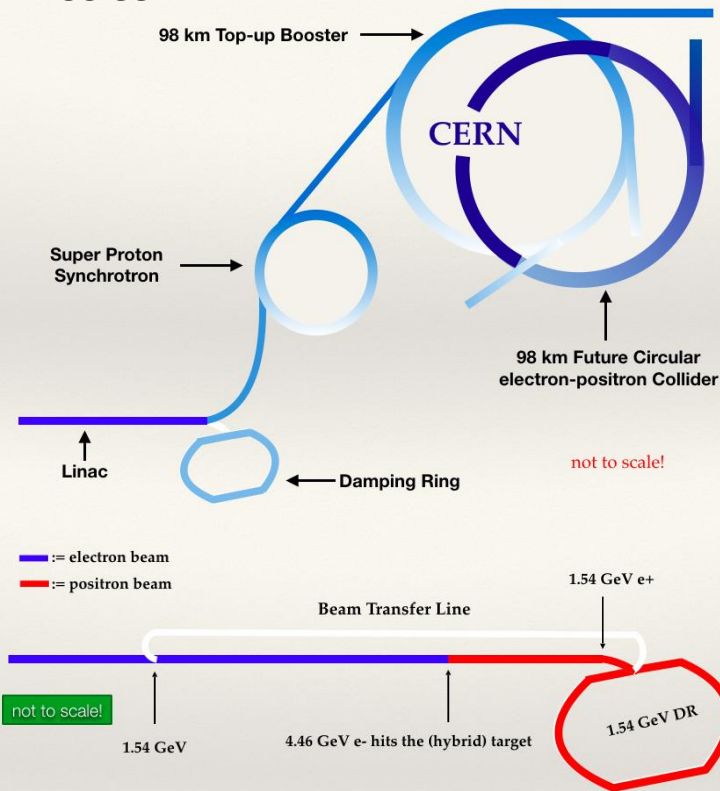 98 km Top-up Booster
CERN
Super Proton
Synchrotron
98 km Future Circular
electron-positron Collider
not to scale!
Linac
Damping Ring
:= electron beam
:= positron beam
1.54 GeV e+
Beam Transfer Line
not to scale!
1.54 GeV
4.46 GeV e- hits the (hybrid) target
1.54 GeV DR